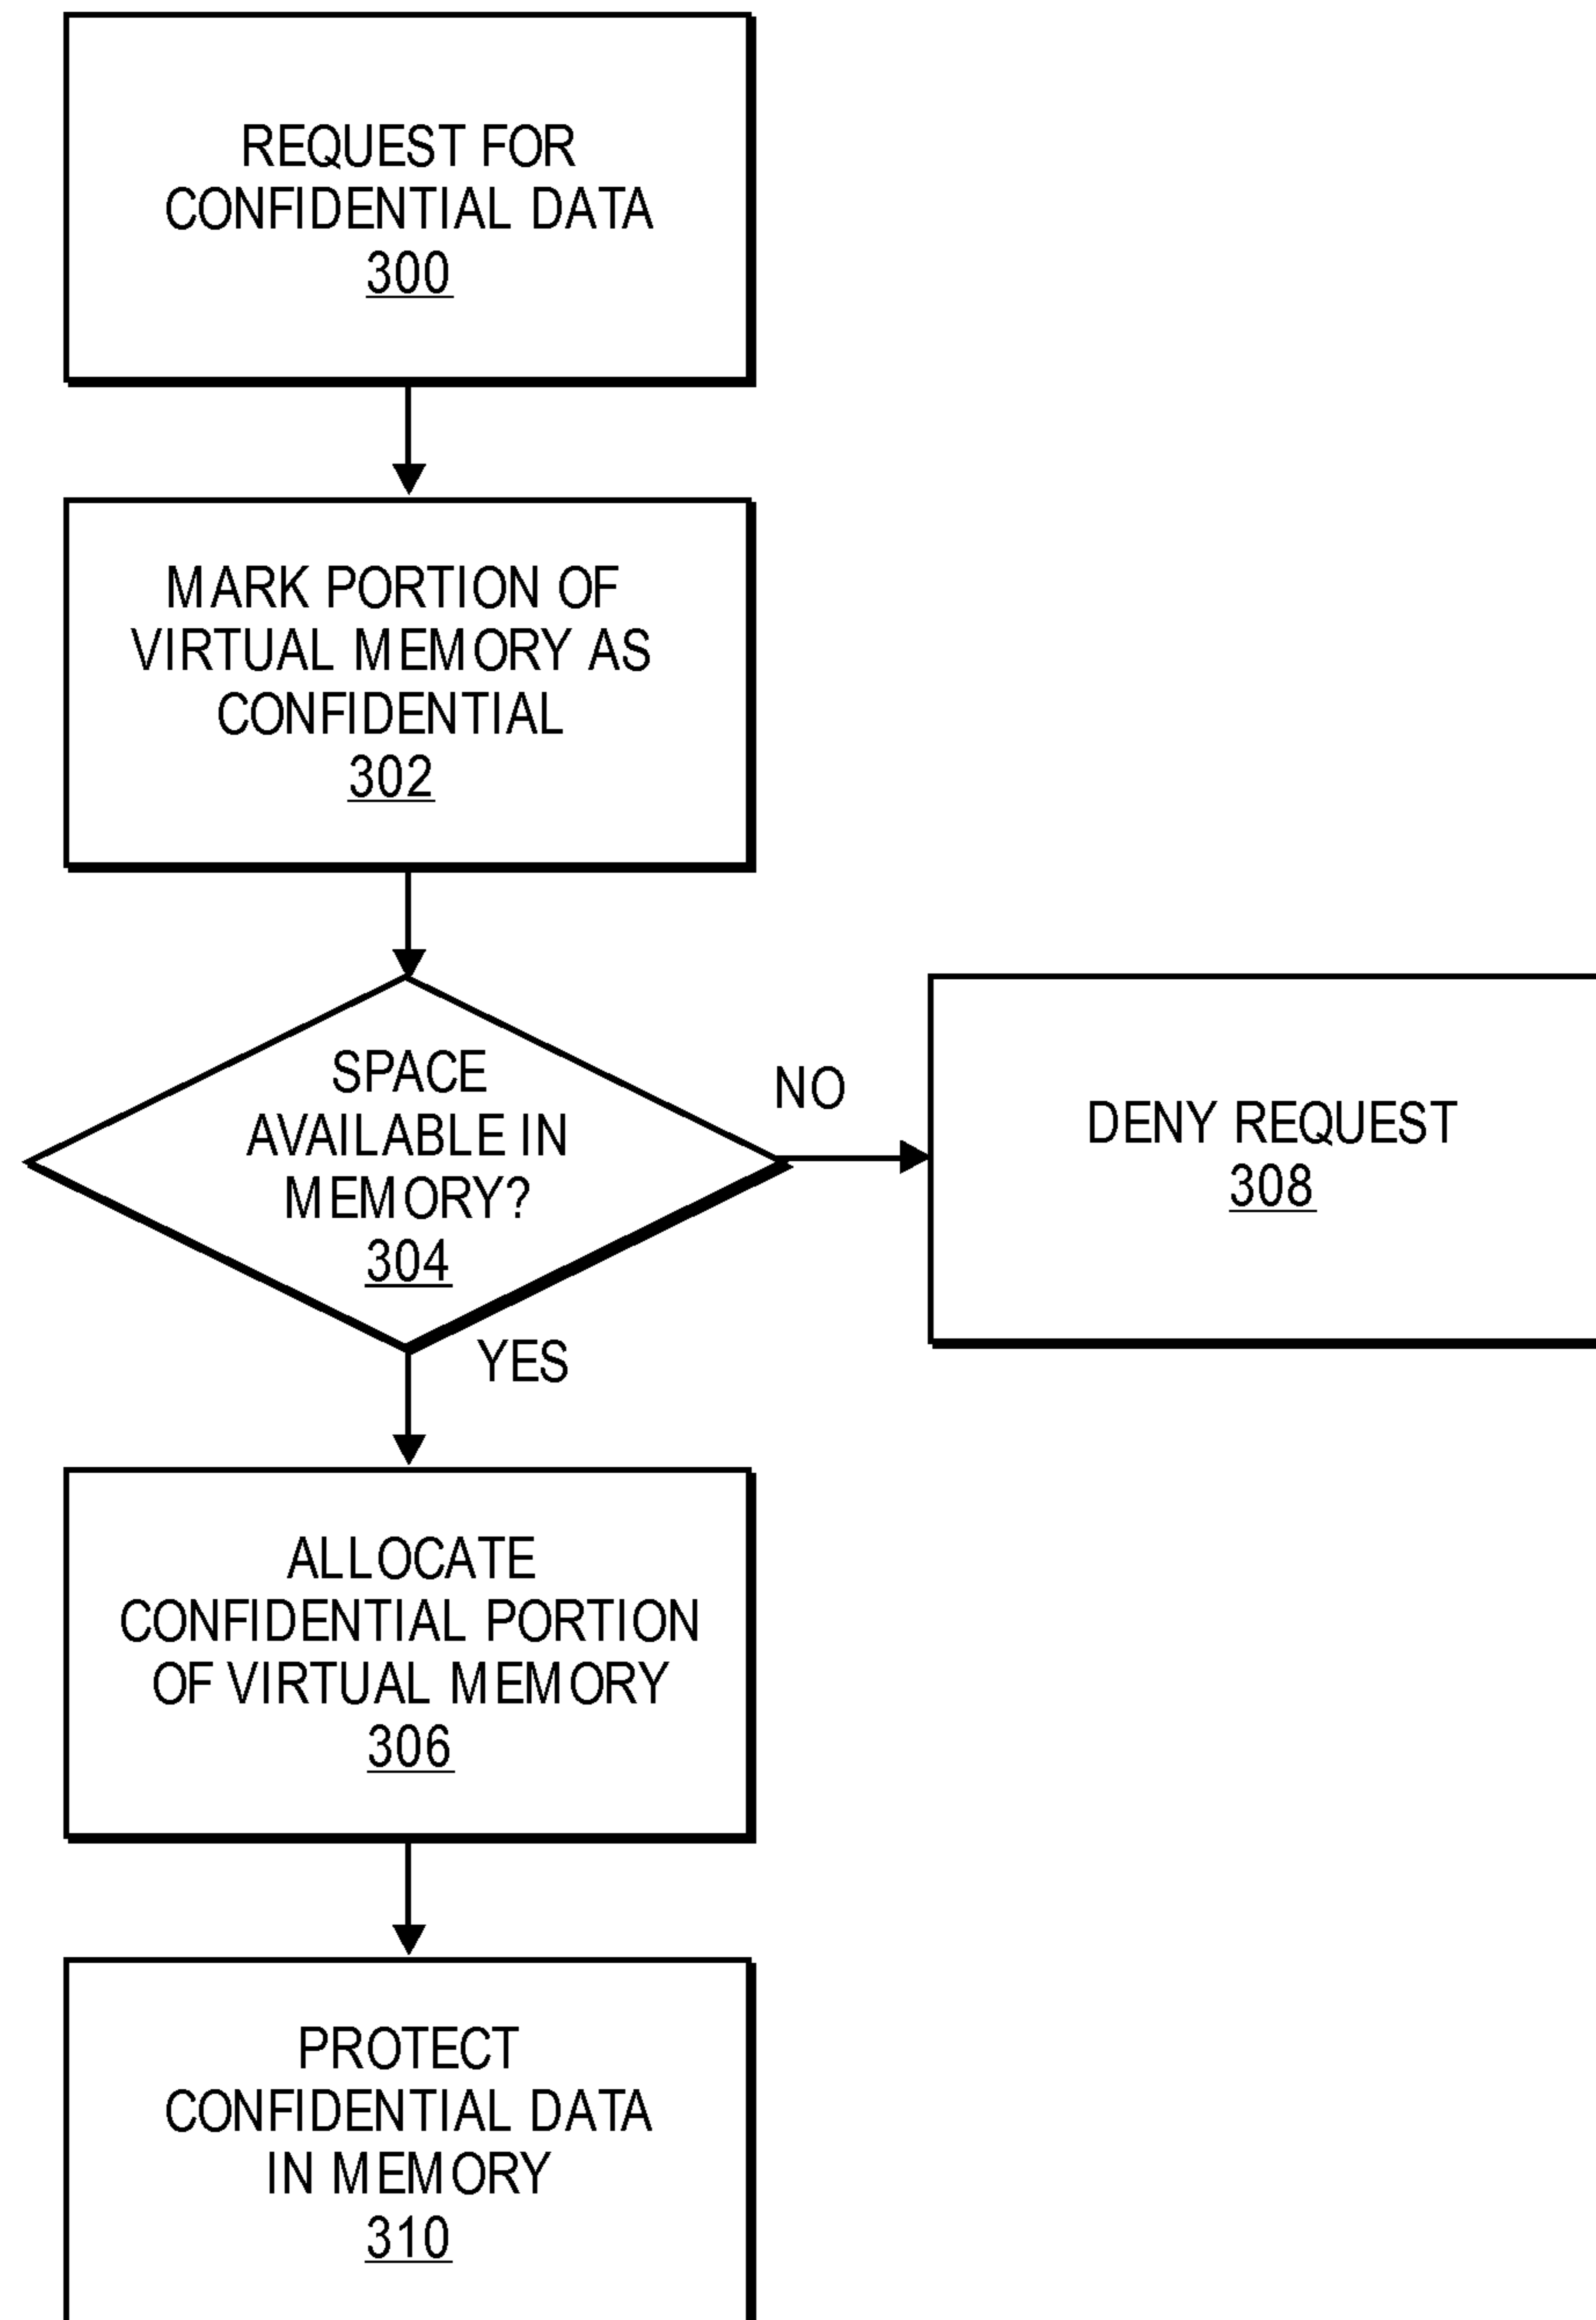 REQUEST FOR
CONFIDENTIAL DATA
300
MARK PORTION OF
VIRTUAL MEMORY AS
CONFIDENTIAL
302
SPACE
AVAILABLE IN
MEMORY?
304
NO
DENY REQUEST
308
YES
ALLOCATE
CONFIDENTIAL PORTION
OF VIRTUAL MEMORY
306
PROTECT
CONFIDENTIAL DATA
IN MEMORY
310